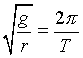 √(g/r) = 2π/T